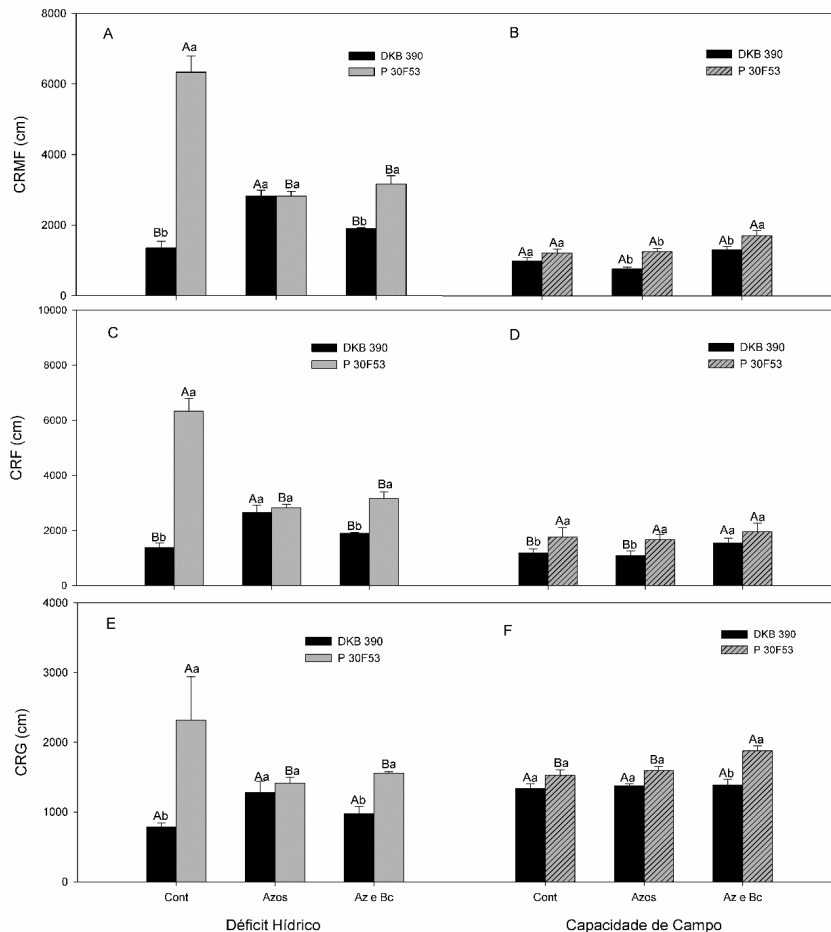 8000
6000
4000
2000
0
CRMF (cm)
A
DKB 390
P 30F53
Bb
Aa
Aa
Ba
Bb
Ba
B
DKB 390
P 30F53
Aa
Aa
Ab
Ab
Ab
Aa
10000
8000
6000
4000
2000
0
CRF (cm)
C
DKB 390
P 30F53
Bb
Aa
Aa
Ba
Bb
Ba
D
DKB 390
P 30F53
Bb
Aa
Bb
Aa
Aa
Aa
4000
3000
2000
1000
0
CRG (cm)
E
DKB 390
P 30F53
Ab
Aa
Aa
Ba
Ab
Ba
F
DKB 390
P 30F53
Aa
Ba
Aa
Ba
Ab
Aa
Cont
Azos
Az e Bc
Cont
Azos
Az e Bc
Déficit Hídrico
Capacidade de Campo